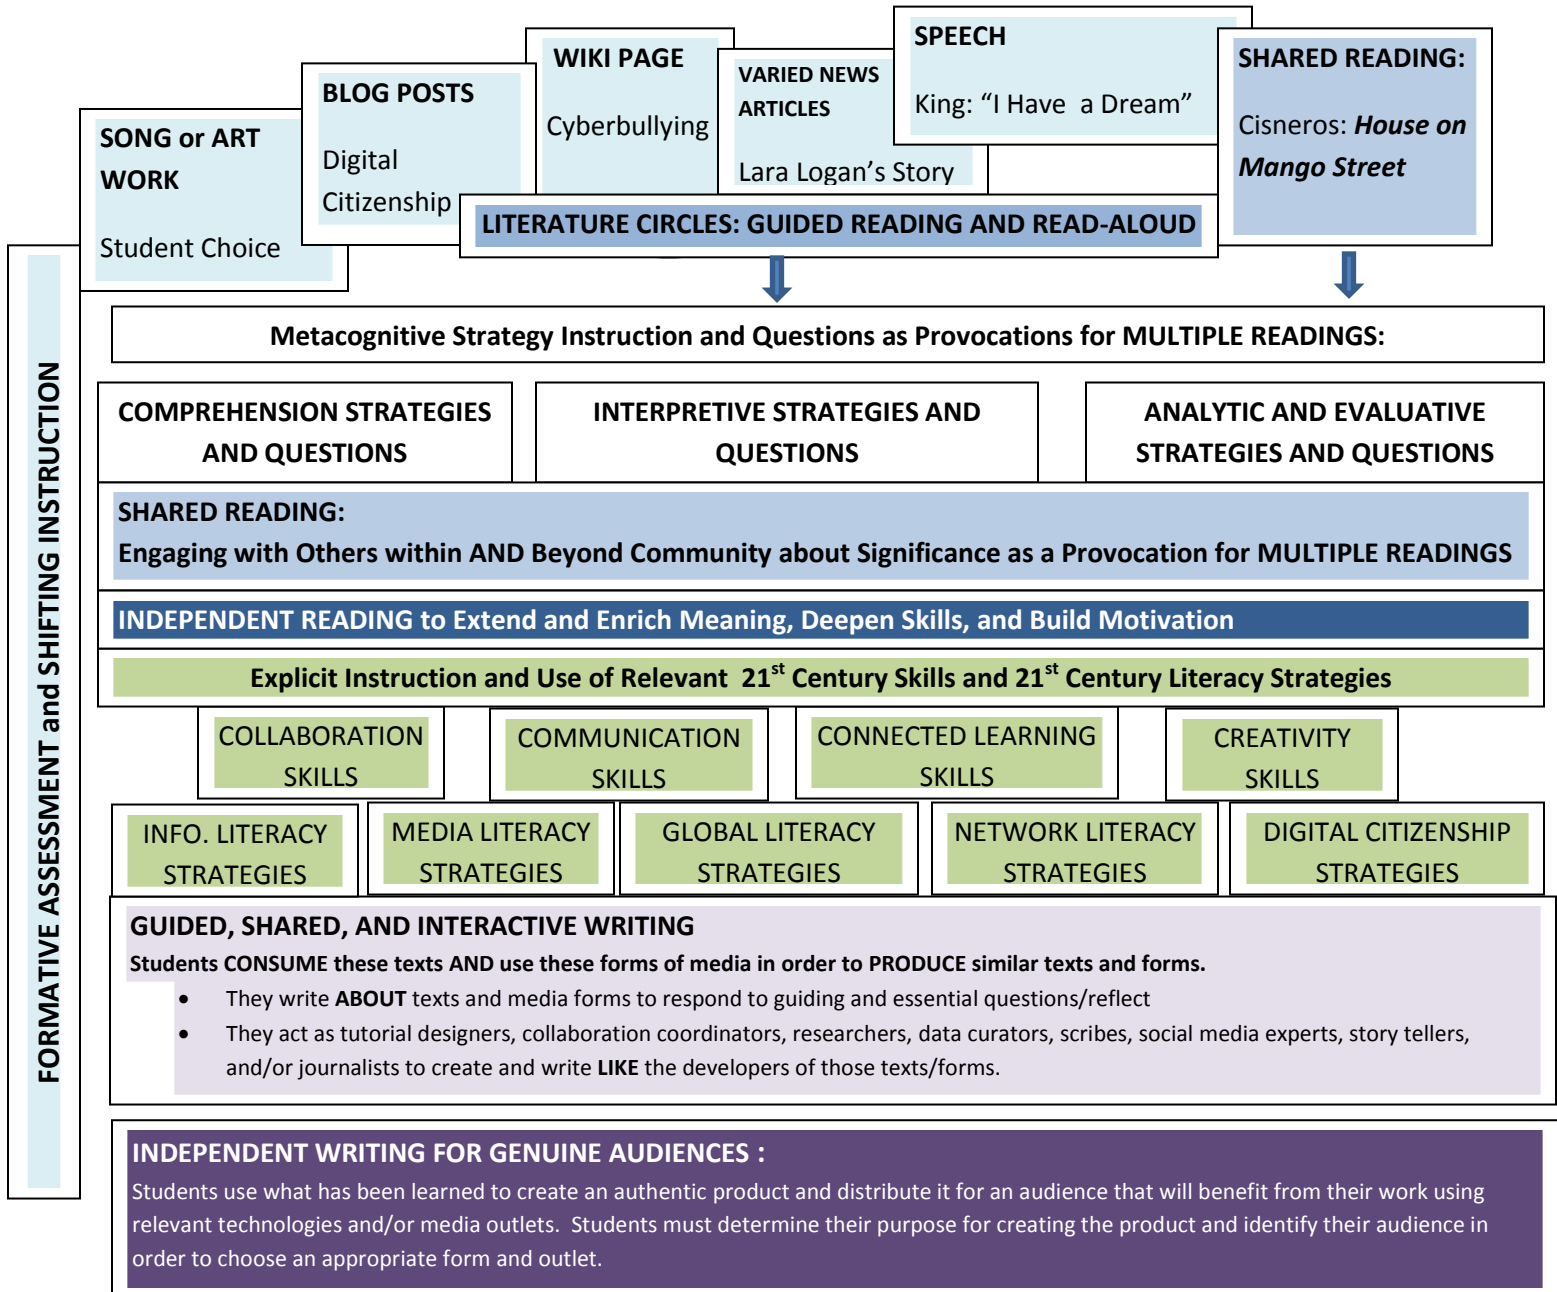 SONG or ART
WORK
Student Choice
BLOG POSTS
Digital
Citizenship
WIKI PAGE
Cyberbullying
VARIED NEWS
ARTICLES
Lara Logan’s Story
SPEECH
King: “I Have  a Dream”
SHARED READING:
Cisneros: House on
Mango Street
LITERATURE CIRCLES: GUIDED READING AND READ-ALOUD
FORMATIVE ASSESSMENT and SHIFTING INSTRUCTION
Metacognitive Strategy Instruction and Questions as Provocations for MULTIPLE READINGS:
COMPREHENSION STRATEGIES
AND QUESTIONS
INTERPRETIVE STRATEGIES AND
QUESTIONS
ANALYTIC AND EVALUATIVE
STRATEGIES AND QUESTIONS
SHARED READING:
Engaging with Others within AND Beyond Community about Significance as a Provocation for MULTIPLE READINGS
INDEPENDENT READING to Extend and Enrich Meaning, Deepen Skills, and Build Motivation
Explicit Instruction and Use of Relevant  21st Century Skills and 21st Century Literacy Strategies
COLLABORATION
SKILLS
COMMUNICATION
SKILLS
CONNECTED LEARNING
SKILLS
CREATIVITY
SKILLS
INFO. LITERACY
STRATEGIES
MEDIA LITERACY
STRATEGIES
GLOBAL LITERACY
STRATEGIES
NETWORK LITERACY
STRATEGIES
DIGITAL CITIZENSHIP
STRATEGIES
GUIDED, SHARED, AND INTERACTIVE WRITING
Students CONSUME these texts AND use these forms of media in order to PRODUCE similar texts and forms.
• They write ABOUT texts and media forms to respond to guiding and essential questions/reflect
• They act as tutorial designers, collaboration coordinators, researchers, data curators, scribes, social media experts, story tellers,
and/or journalists to create and write LIKE the developers of those texts/forms.
INDEPENDENT WRITING FOR GENUINE AUDIENCES :
Students use what has been learned to create an authentic product and distribute it for an audience that will benefit from their work using
relevant technologies and/or media outlets.  Students must determine their purpose for creating the product and identify their audience in
order to choose an appropriate form and outlet.